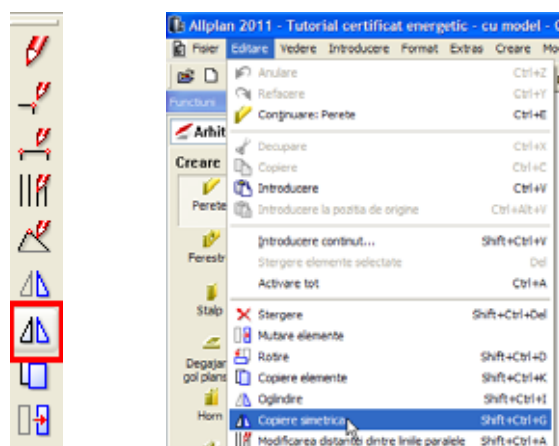 Allplan 2011 - Tutorial certificat energetic - cu model -
Fisier Editare Vedere Introducere Format Extras Creare
Functiuni
Anulare Ctrl+Z
Refacere Ctrl+Y
Continuare: Perete Ctrl+E
Arhit
Decupare Ctrl+X
Creare
Copiere Ctrl+C
Introducere Ctrl+V
Perete
Introducere la pozitia de origine Ctrl+Alt+V
Introducere continut... Shift+Ctrl+V
Ferestr
Stergere elemente selectate Del
Activare tot Ctrl+A
Stalp
Stergere Shift+Ctrl+Del
Mutare elemente
Rotire Shift+Ctrl+D
Degajar
gol plans
Copiere elemente Shift+Ctrl+K
Oglindire Shift+Ctrl+I
Horn
Copiere simetrica Shift+Ctrl+G
Modificarea distantei dintre liniile paralele Shift+Ctrl+A